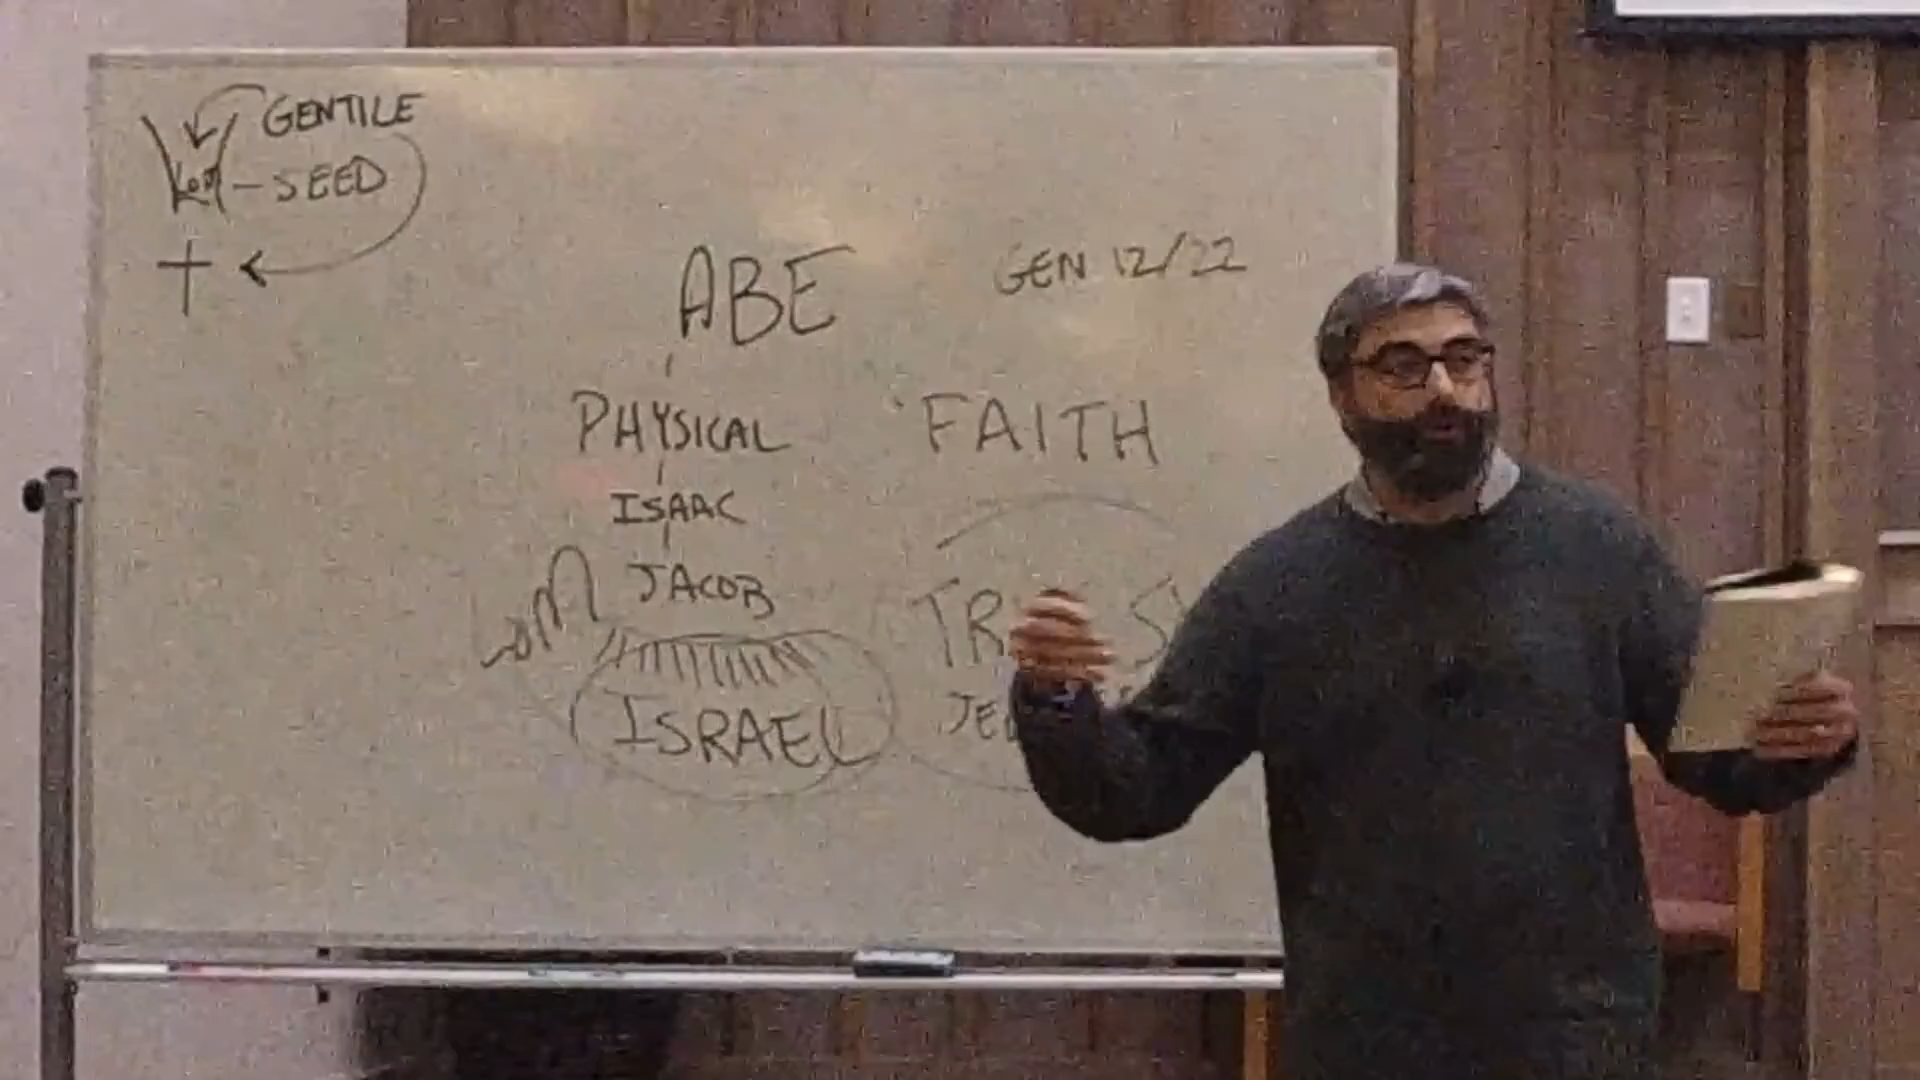 GENTILE
- SEED
ABE
GEN 12/22
PHYSICAL
FAITH
ISAAC
JACOB
ISRAEL